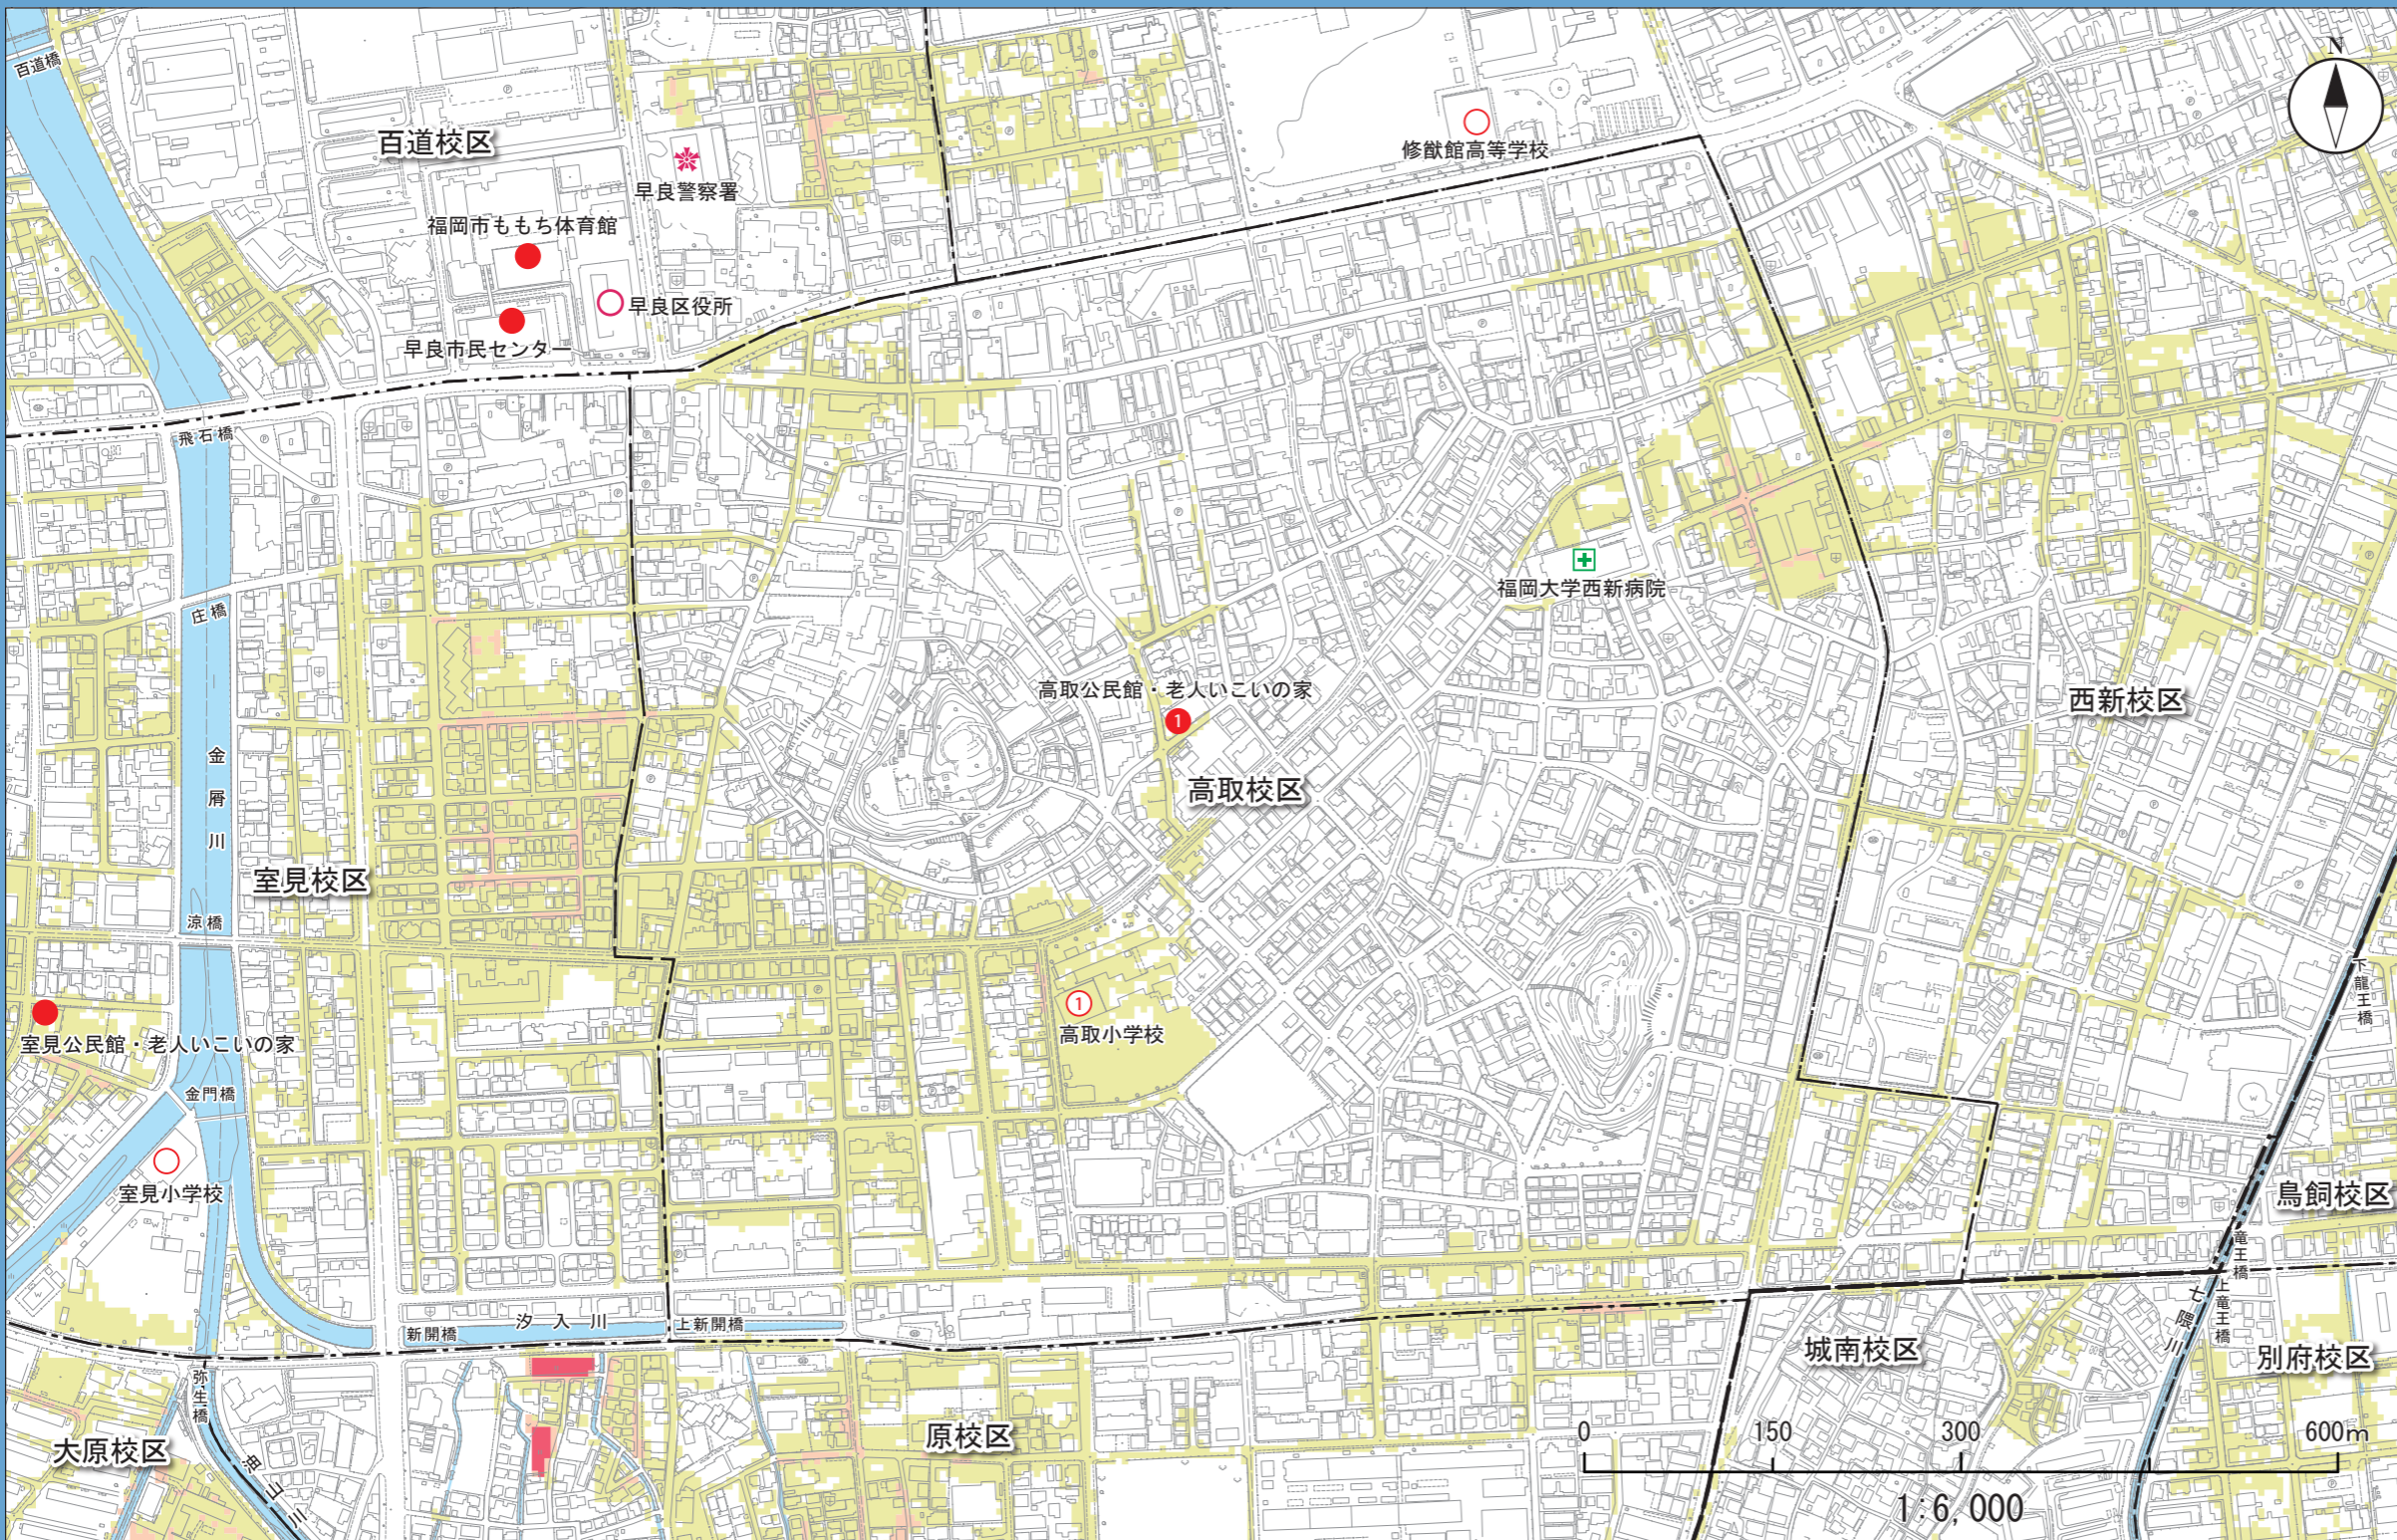 百道橋
N
百道校区
修猷館高等学校
早良警察署
福岡市ももち体育館
早良区役所
早良市民センター
飛石橋
福岡大学西新病院
庄橋
高取公民館・老人いこいの家
1
西新校区
金屑川
高取校区
室見校区
涼橋
下龍王橋
1
高取小学校
室見公民館・老人いこいの家
金門橋
室見小学校
鳥飼校区
竜王橋
汐入川
新開橋
上新開橋
七隈川
上竜王橋
城南校区
別府校区
弥生橋
原校区
大原校区
油山川
0 150 300 600m
1:6,000